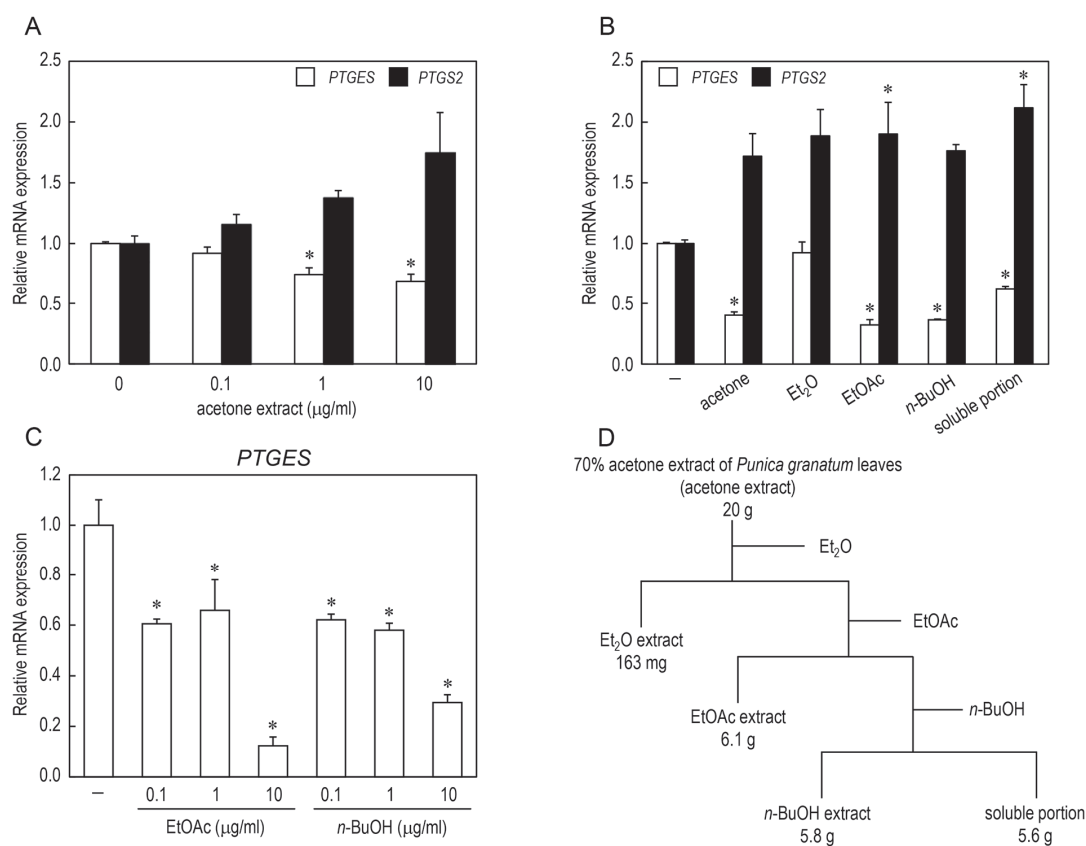 A
2.5
2.0
1.5
1.0
0.5
0.0
Relative mRNA expression
PTGES PTGS2
*
*
0 0.1 1 10
acetone extract (μg/ml)
B
2.5
2.0
1.5
1.0
0.5
0.0
Relative mRNA expression
PTGES PTGS2
* * * * * *
– acetone Et2O EtOAc n-BuOH soluble portion
C
PTGES
1.2
1.0
0.8
0.6
0.4
0.2
0.0
Relative mRNA expression
* * * * * *
– 0.1 1 10 0.1 1 10
EtOAc (μg/ml) n-BuOH (μg/ml)
D
70% acetone extract of Punica granatum leaves
(acetone extract)
20 g
Et2O
EtOAc
Et2O extract
163 mg
n-BuOH
EtOAc extract
6.1 g
n-BuOH extract
5.8 g
soluble portion
5.6 g